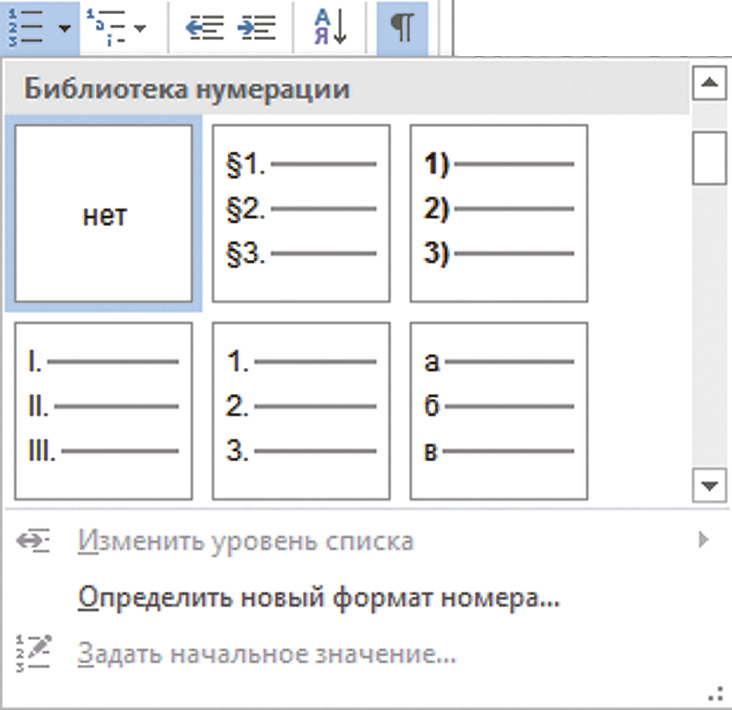 Библиотека нумерации
нет
§1.
§2.
§3.
1)
2)
3)
I.
II.
III.
1.
2.
3.
а
б
в
Изменить уровень списка
Определить новый формат номера...
Задать начальное значение...